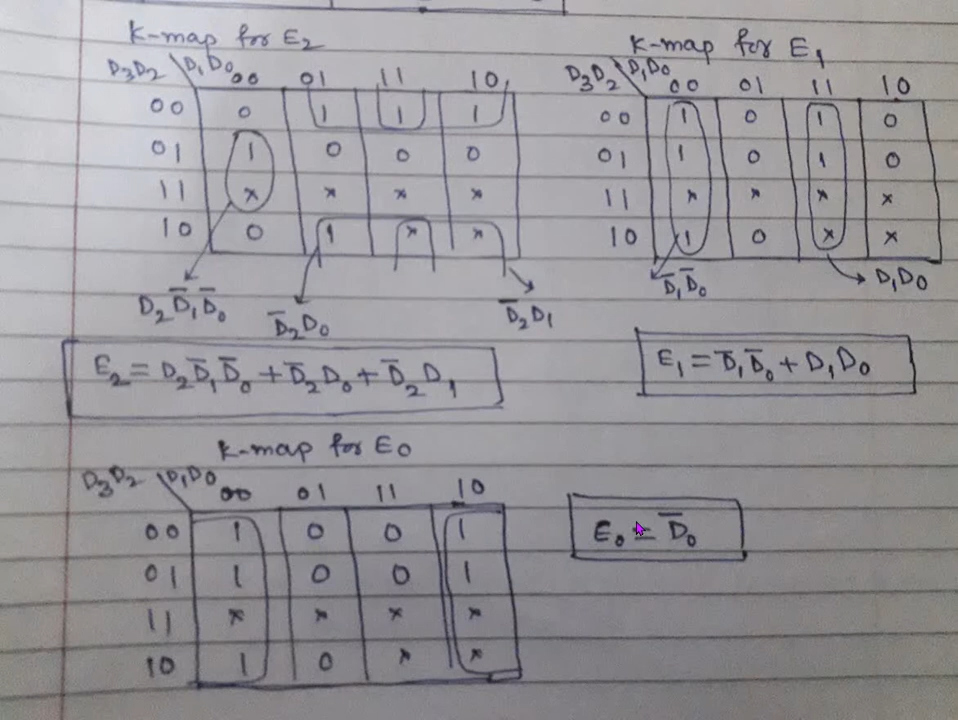 K-map for E₂
D₃D₂ D₁D₀ 00 01 11 10
00 0 1 1 1
01 1 0 0 0
11 x x x x
10 0 1 x x
D₂D̅₁D̅₀ D̅₂D₀ D̅₂D₁
E₂ = D₂D̅₁D̅₀ + D̅₂D₀ + D̅₂D₁
K-map for E₁
D₃D₂ D₁D₀ 00 01 11 10
00 1 0 1 0
01 1 0 1 0
11 x x x x
10 1 0 x x
D̅₁D̅₀ D₁D₀
E₁ = D̅₁D̅₀ + D₁D₀
K-map for E₀
D₃D₂ D₁D₀ 00 01 11 10
00 1 0 0 1
01 1 0 0 1
11 x x x x
10 1 0 x x
E₀ = D̅₀